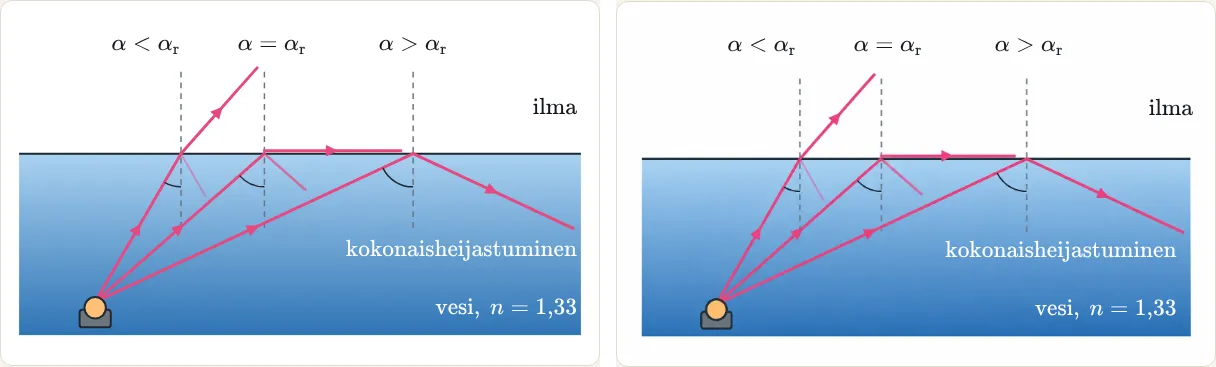 α < αᵣ
α = αᵣ
α > αᵣ
ilma
kokonaisheijastuminen
vesi, n = 1,33
α < αᵣ
α = αᵣ
α > αᵣ
ilma
kokonaisheijastuminen
vesi, n = 1,33